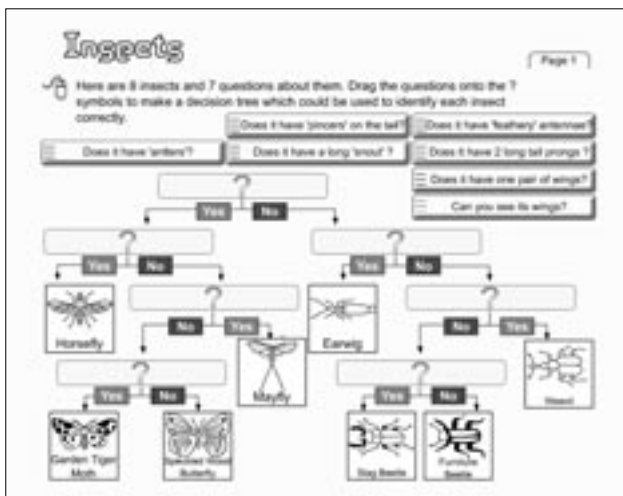 Insects
Page 1
Here are 8 insects and 7 questions about them. Drag the questions onto the ?
symbols to make a decision tree which could be used to identify each insect
correctly.
Does it have 'pincers' on the tail?
Does it have 'feathery' antennae?
Does it have 'antlers'?
Does it have a long 'snout' ?
Does it have 2 long tail prongs ?
Does it have one pair of wings?
Can you see its wings?
?
Yes No
? ?
Yes No Yes No
? ?
Horsefly No Yes Earwig No Yes
? Mayfly ? Weevil
Yes No Yes No
Garden Tiger Moth
Speckled Wood Butterfly
Stag Beetle
Furniture Beetle